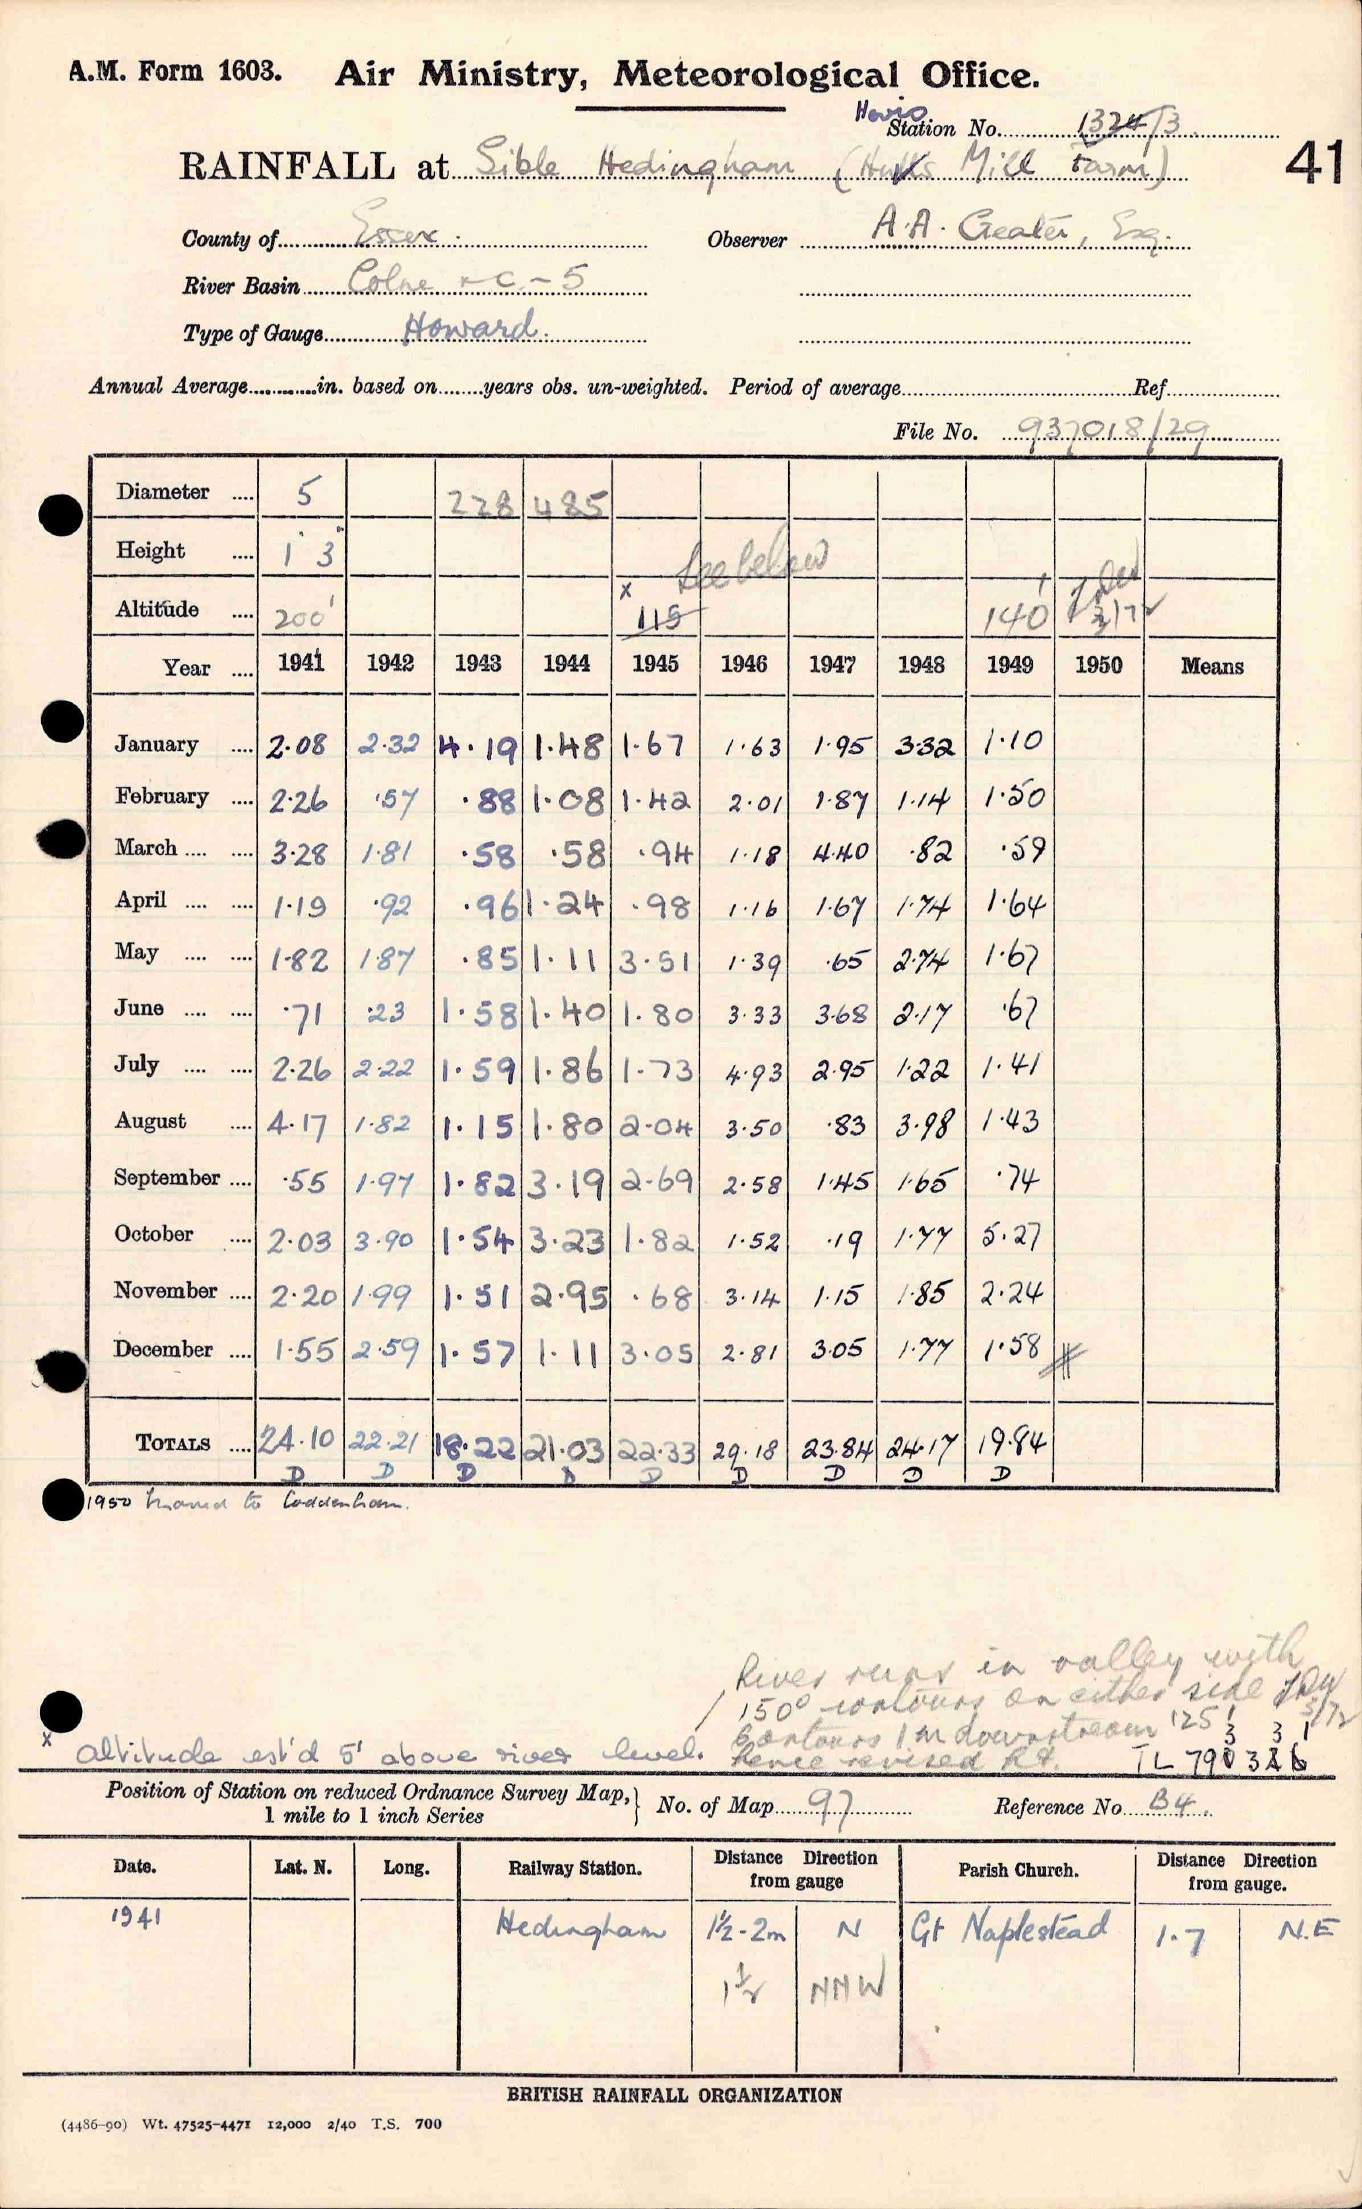 A.M. Form 1603. Air Ministry, Meteorological Office.
Hovis
Station No. 1324/3
41
RAINFALL at Sible Hedingham (Hulls Mill Farm)
County of Essex. Observer A.A. Greater, Esq.
River Basin Colne + C - 5
Type of Gauge Howard.
Annual Average............in. based on........years obs. un-weighted. Period of average Ref
File No. 937018/29
Diameter .... 5 228 485
Height .... 1' 3"
See below
Altitude .... 200' x 115 140' 3/72
Year .... 1941 1942 1943 1944 1945 1946 1947 1948 1949 1950 Means
January .... 2.08 2.32 4.19 1.48 1.67 1.63 1.95 3.32 1.10
February .... 2.26 .57 .88 1.08 1.42 2.01 1.87 1.14 1.50
March .... .... 3.28 1.81 .58 .58 .94 1.18 4.40 .82 .59
April .... .... 1.19 .92 .96 1.24 .98 1.16 1.67 1.74 1.64
May .... .... 1.82 1.87 .85 1.11 3.51 1.39 .65 2.74 1.67
June .... .... .71 .23 1.58 1.40 1.80 3.33 3.68 2.17 .67
July .... .... 2.26 2.22 1.59 1.86 1.73 4.93 2.95 1.22 1.41
August .... 4.17 1.82 1.15 1.80 2.04 3.50 .83 3.98 1.43
September .... .55 1.97 1.82 3.19 2.69 2.58 1.45 1.65 .74
October .... 2.03 3.90 1.54 3.23 1.82 1.52 .19 1.77 5.27
November .... 2.20 1.99 1.51 2.95 .68 3.14 1.15 1.85 2.24
December .... 1.55 2.59 1.57 1.11 3.05 2.81 3.05 1.77 1.58
TOTALS .... 24.10 22.21 18.22 21.03 22.33 29.18 23.84 24.17 19.84
D D D D D D D D D
1950 moved to Coddenham.
River runs in valley with
150' contours on either side 3/72
Contours 1 m downstream 125'
hence revised Ht.
x altitude est'd 5' above river level.
3 3 1
TL 790 326
Position of Station on reduced Ordnance Survey Map,
1 mile to 1 inch Series
No. of Map 97 Reference No B4.
Date. Lat. N. Long. Railway Station. Distance Direction from gauge Parish Church. Distance Direction from gauge.
1941 Hedingham 1½-2m N Gt Naplestead 1.7 N.E
1½ NNW
BRITISH RAINFALL ORGANIZATION
(4486-90) Wt. 47525-4471 12,000 2/40 T.S. 700